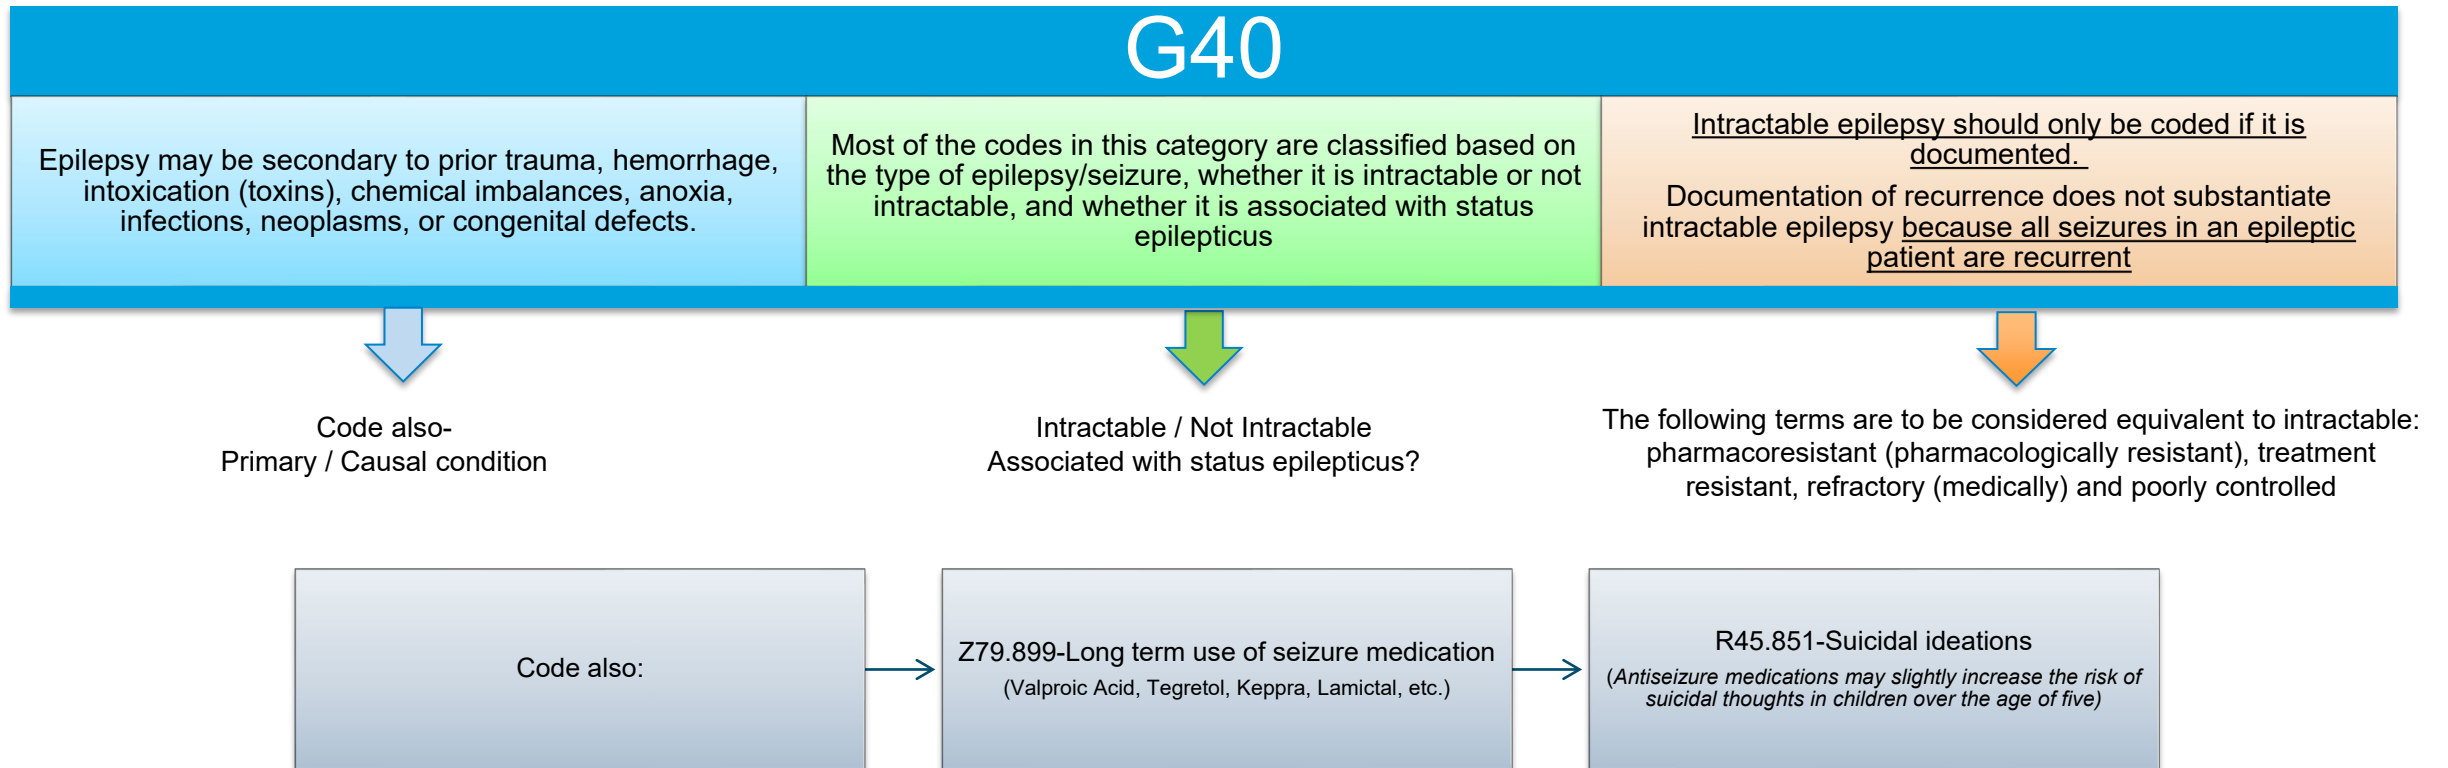 G40
Epilepsy may be secondary to prior trauma, hemorrhage,
intoxication (toxins), chemical imbalances, anoxia,
infections, neoplasms, or congenital defects.
Most of the codes in this category are classified based on
the type of epilepsy/seizure, whether it is intractable or not
intractable, and whether it is associated with status
epilepticus
Intractable epilepsy should only be coded if it is
documented.
Documentation of recurrence does not substantiate
intractable epilepsy because all seizures in an epileptic
patient are recurrent
Code also-
Primary / Causal condition
Intractable / Not Intractable
Associated with status epilepticus?
The following terms are to be considered equivalent to intractable:
pharmacoresistant (pharmacologically resistant), treatment
resistant, refractory (medically) and poorly controlled
Code also:
Z79.899-Long term use of seizure medication
(Valproic Acid, Tegretol, Keppra, Lamictal, etc.)
R45.851-Suicidal ideations
(Antiseizure medications may slightly increase the risk of
suicidal thoughts in children over the age of five)